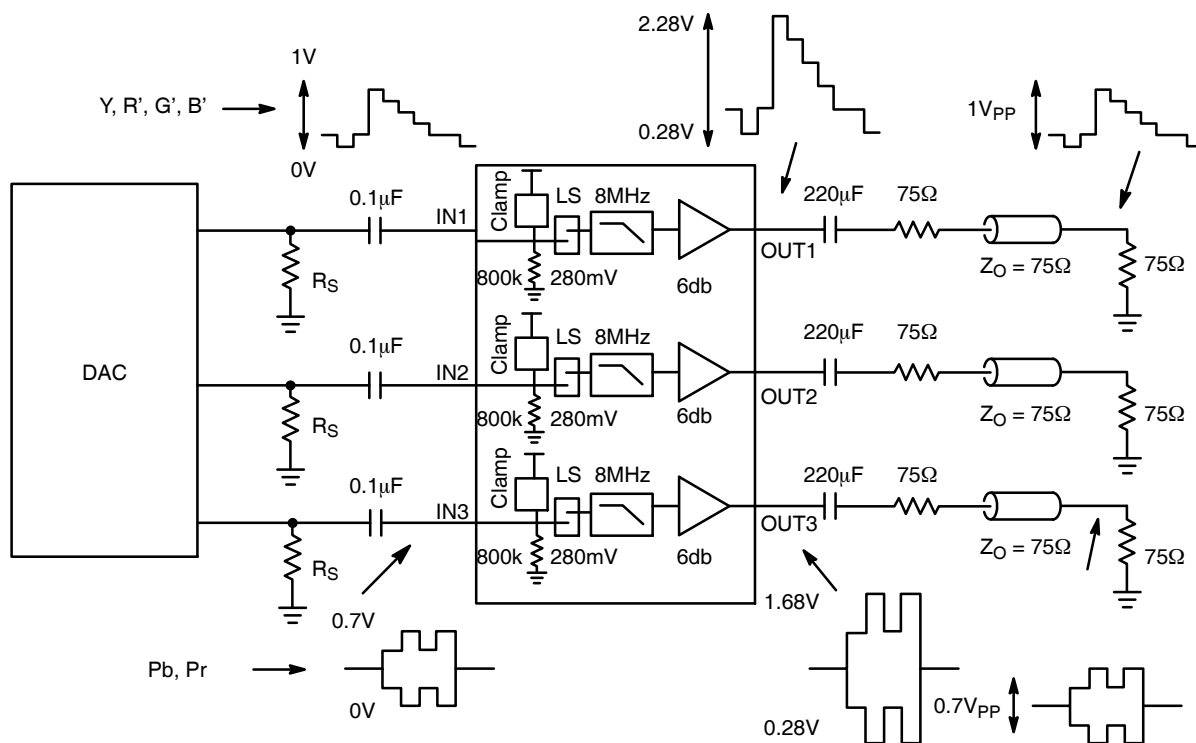 2.28V
1V
Y, R', G', B'
0V
0.28V
1VPP
DAC
0.1μF
IN1
RS
Clamp
LS
8MHz
800k
280mV
6db
OUT1
220μF
75Ω
ZO = 75Ω
75Ω
0.1μF
IN2
RS
Clamp
LS
8MHz
800k
280mV
6db
OUT2
220μF
75Ω
ZO = 75Ω
75Ω
0.1μF
IN3
RS
Clamp
LS
8MHz
800k
280mV
6db
OUT3
220μF
75Ω
ZO = 75Ω
75Ω
0.7V
Pb, Pr
0V
1.68V
0.28V
0.7VPP